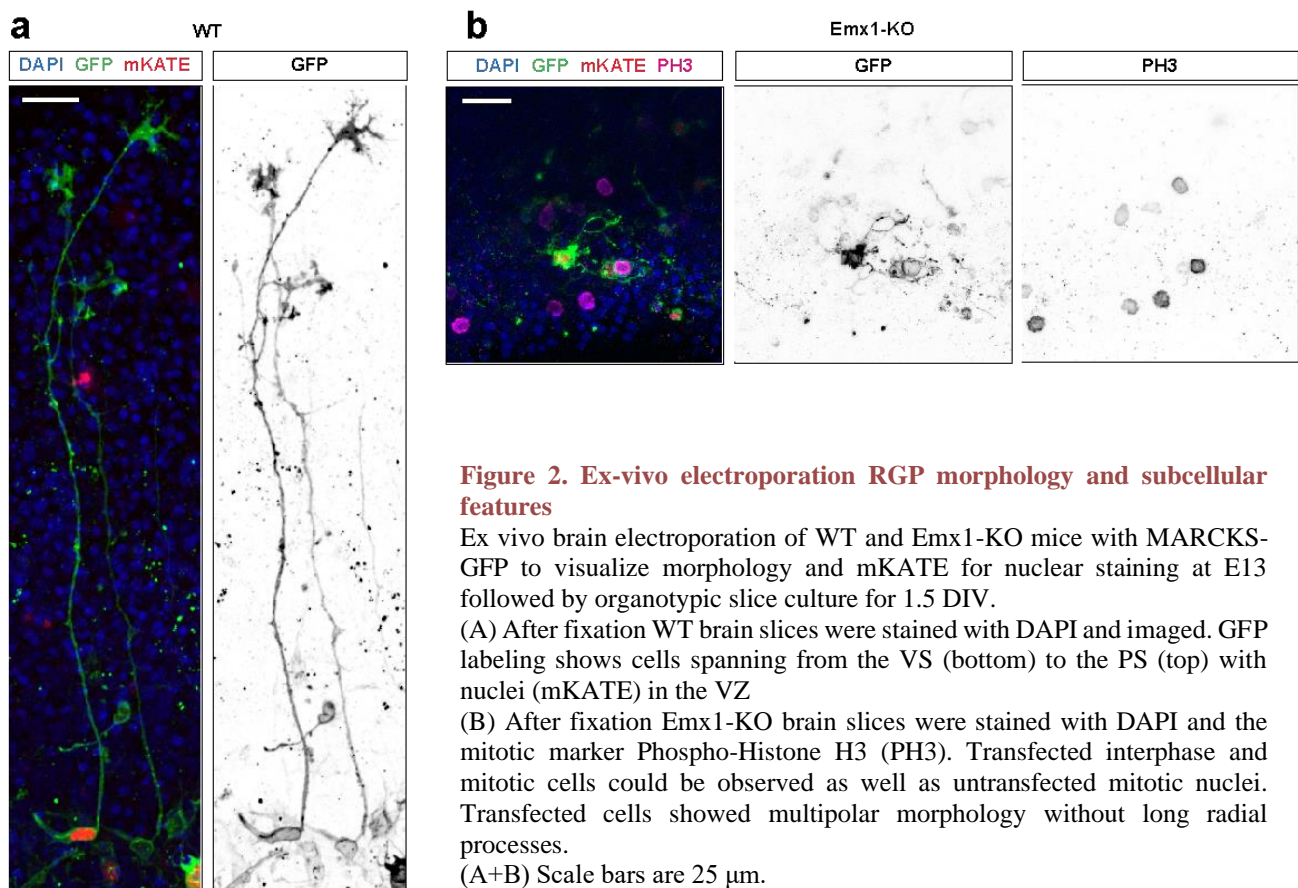 a
WT
DAPI GFP mKATE
GFP
b
Emx1-KO
DAPI GFP mKATE PH3
GFP
PH3
Figure 2. Ex-vivo electroporation RGP morphology and subcellular
features
Ex vivo brain electroporation of WT and Emx1-KO mice with MARCKS-
GFP to visualize morphology and mKATE for nuclear staining at E13
followed by organotypic slice culture for 1.5 DIV.
(A) After fixation WT brain slices were stained with DAPI and imaged. GFP
labeling shows cells spanning from the VS (bottom) to the PS (top) with
nuclei (mKATE) in the VZ
(B) After fixation Emx1-KO brain slices were stained with DAPI and the
mitotic marker Phospho-Histone H3 (PH3). Transfected interphase and
mitotic cells could be observed as well as untransfected mitotic nuclei.
Transfected cells showed multipolar morphology without long radial
processes.
(A+B) Scale bars are 25 μm.